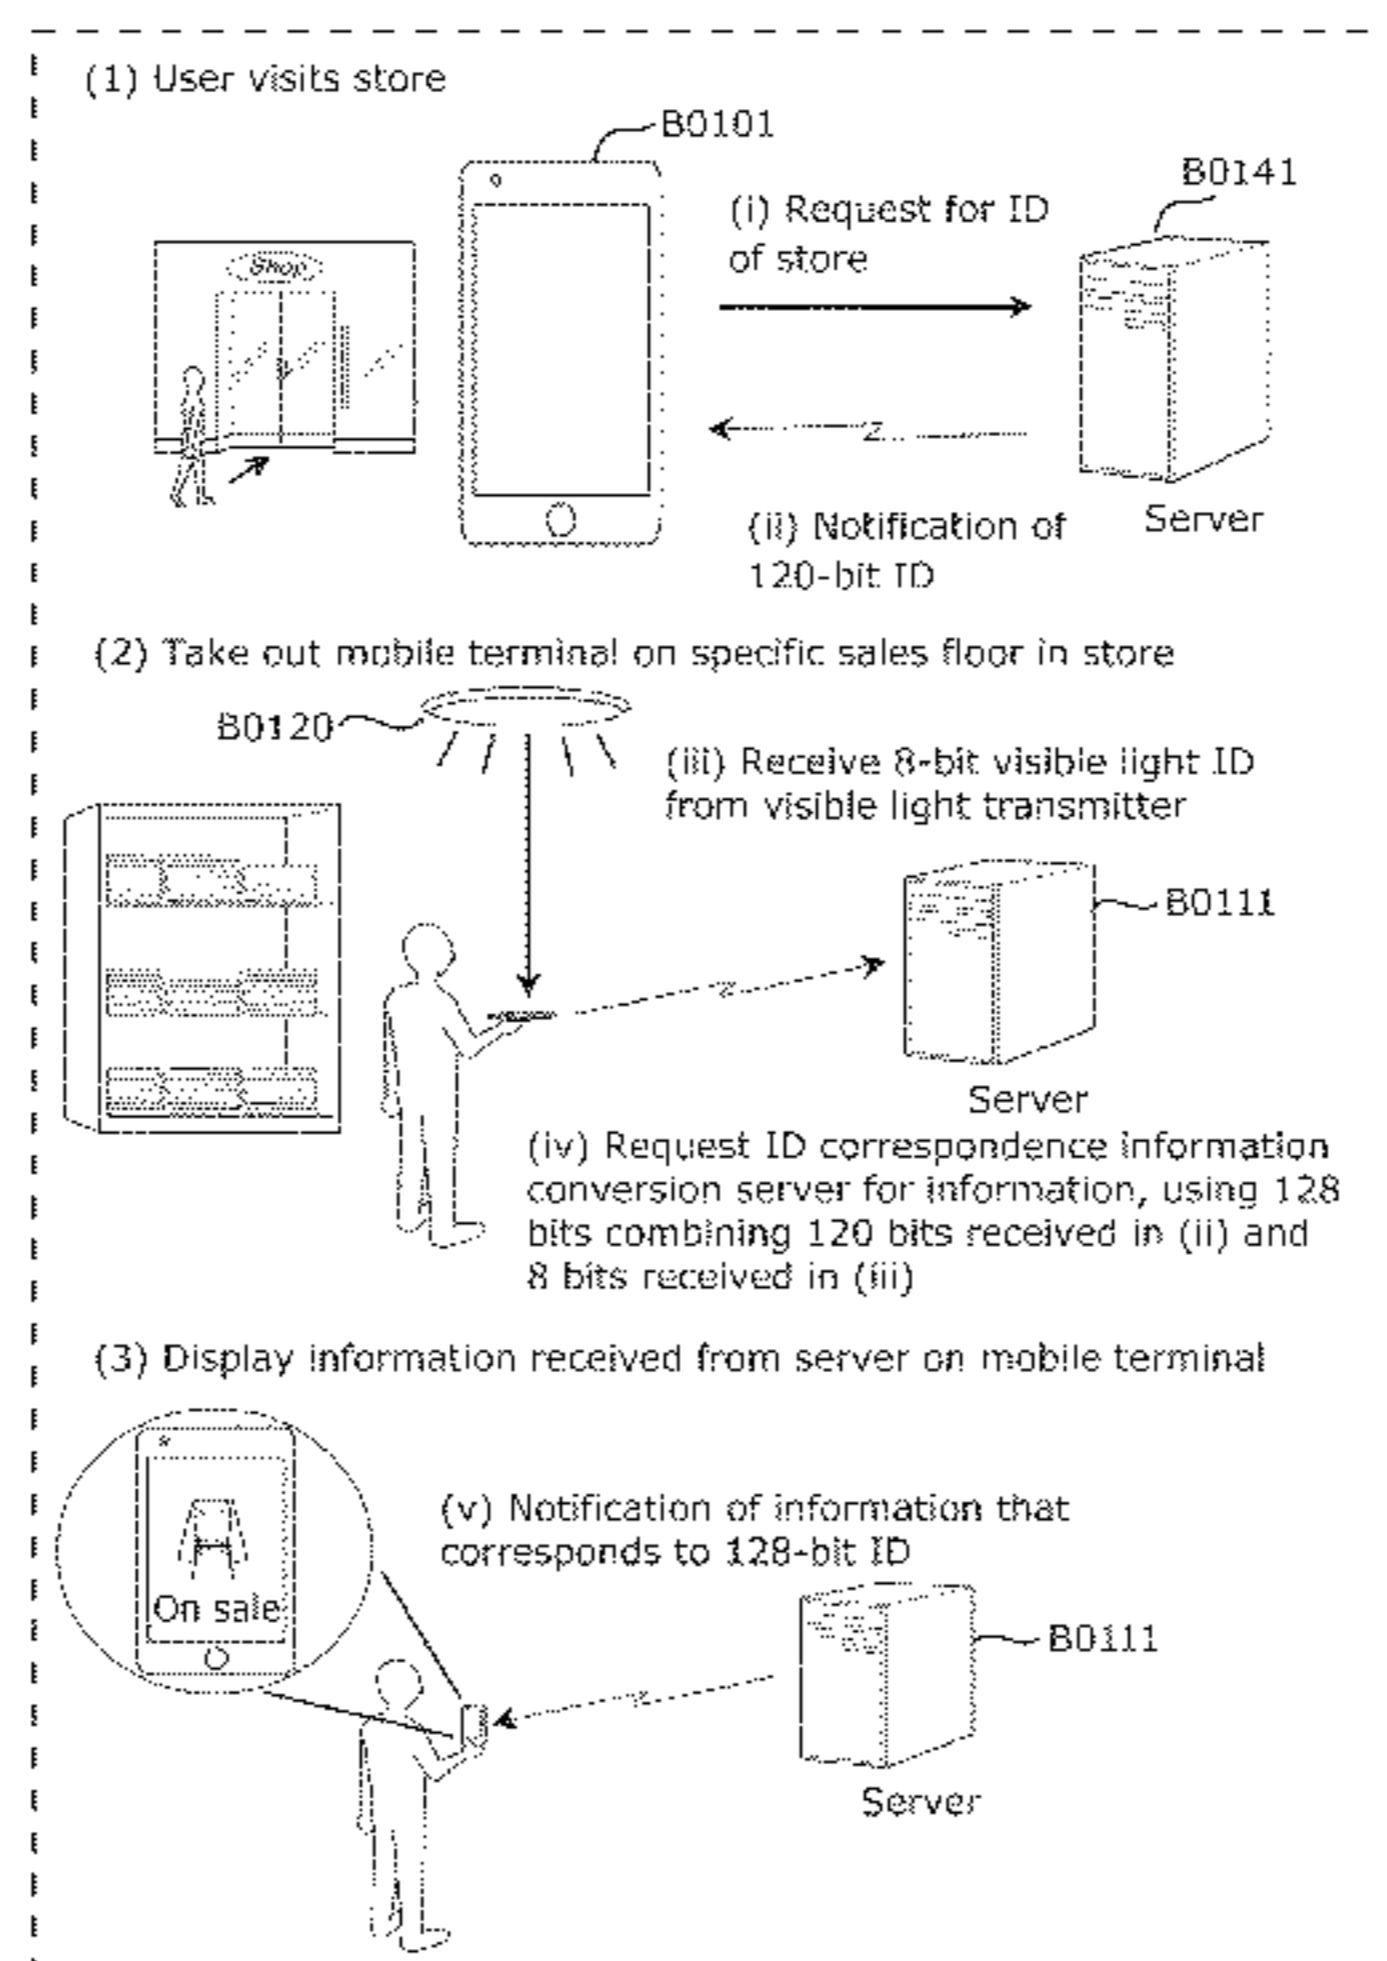 (1) User visits store
B0101
B0141
(i) Request for ID
of store
Shop
(ii) Notification of
120-bit ID
Server
(2) Take out mobile terminal on specific sales floor in store
B0120
(iii) Receive 8-bit visible light ID
from visible light transmitter
B0111
Server
(iv) Request ID correspondence information
conversion server for information, using 128
bits combining 120 bits received in (ii) and
8 bits received in (iii)
(3) Display information received from server on mobile terminal
(v) Notification of information that
corresponds to 128-bit ID
On sale
B0111
Server